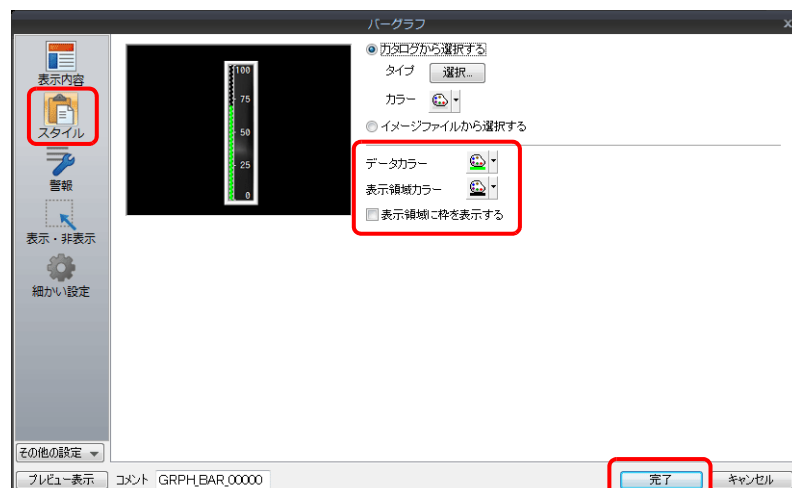 バーグラフ
×
表示内容
スタイル
警報
表示・非表示
細かい設定
その他の設定
100
75
50
25
0
カタログから選択する
タイプ 選択...
カラー
イメージファイルから選択する
データカラー
表示領域カラー
表示領域に枠を表示する
プレビュー表示 コメント GRPH_BAR_00000 完了 キャンセル